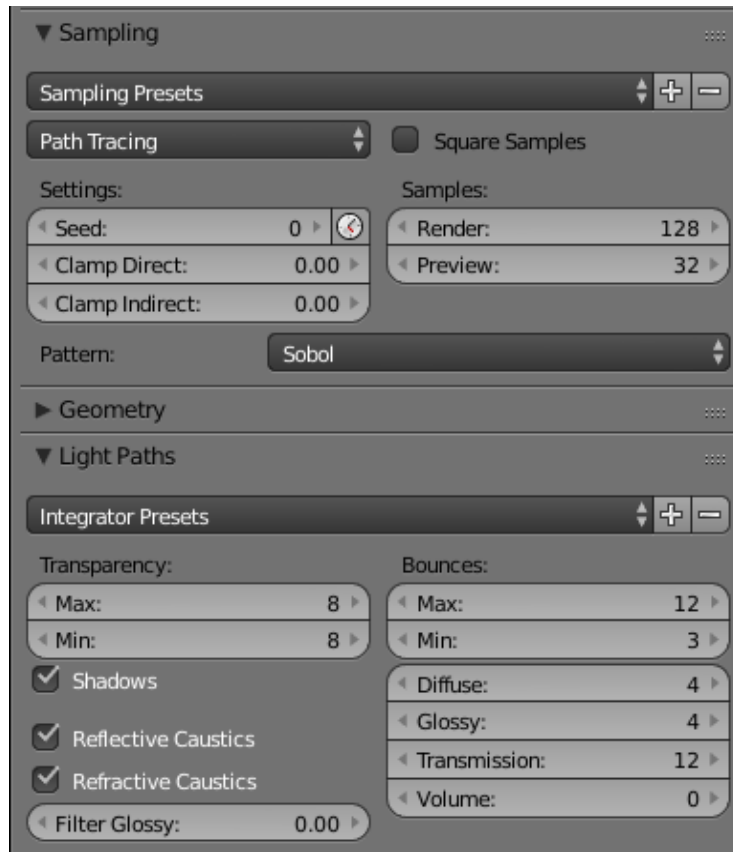 Sampling
Sampling Presets
Path Tracing
Square Samples
Settings:
Samples:
Seed: 0
Render: 128
Clamp Direct: 0.00
Preview: 32
Clamp Indirect: 0.00
Pattern: Sobol
Geometry
Light Paths
Integrator Presets
Transparency:
Bounces:
Max: 8
Max: 12
Min: 8
Min: 3
Shadows
Diffuse: 4
Glossy: 4
Reflective Caustics
Transmission: 12
Refractive Caustics
Volume: 0
Filter Glossy: 0.00